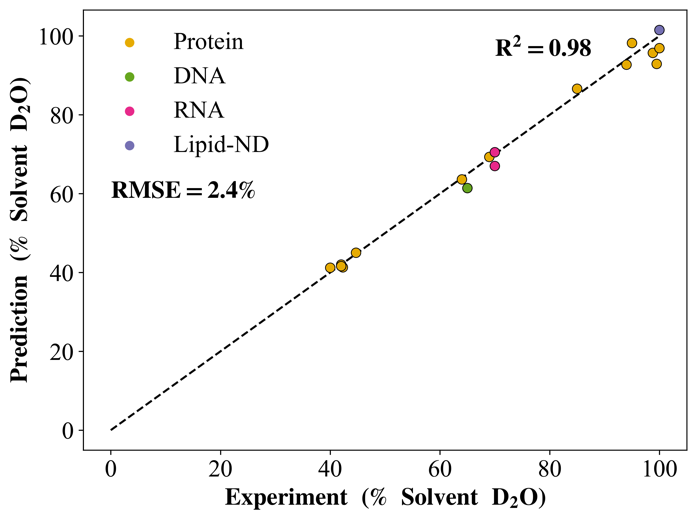 Protein
DNA
RNA
Lipid-ND
R² = 0.98
RMSE = 2.4%
Prediction (% Solvent D₂O)
100
80
60
40
20
0
0 20 40 60 80 100
Experiment (% Solvent D₂O)